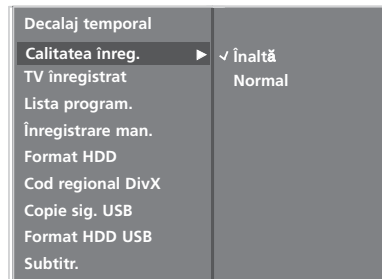 Decalaj temporal
Calitatea înreg.
TV înregistrat
Lista program.
Înregistrare man.
Format HDD
Cod regional DivX
Copie sig. USB
Format HDD USB
Subtitr.
Înaltă
Normal